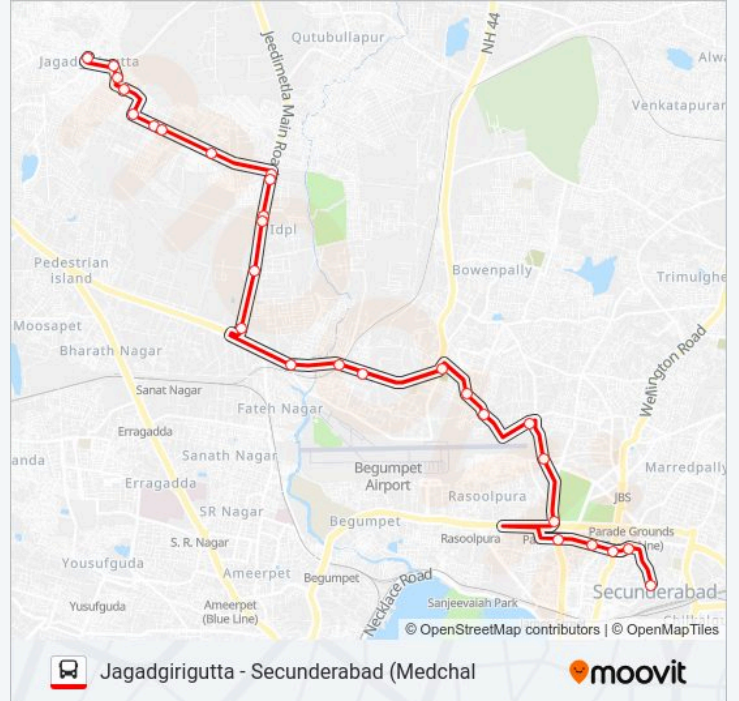 Qutubullapur
Jeedimetla Main Roa
NH 44
Alwa
Venkatapuram
Idpl
Pedestrian
island
Bowenpally
Trimulghe
Moosapet
Bharath Nagar
Wellington Road
Sanat Nagar
Fateh Nagar
Erragadda
Sanath Nagar
anda
Begumpet
Airport
Marredpally
Erragadda
Rasoolpura
JBS
SR Nagar
Begumpet
Parade Grounds
Rasoolpura
S. R. Nagar
Yousufguda
Ameerpet
Begumpet
Necklace Road
Secunderabad
Yusufguda
Ameerpet
(Blue Line)
Sanjeevaiah Park
© OpenStreetMap contributors | © OpenMapTiles
Jagadgirigutta - Secunderabad (Medchal
moovit